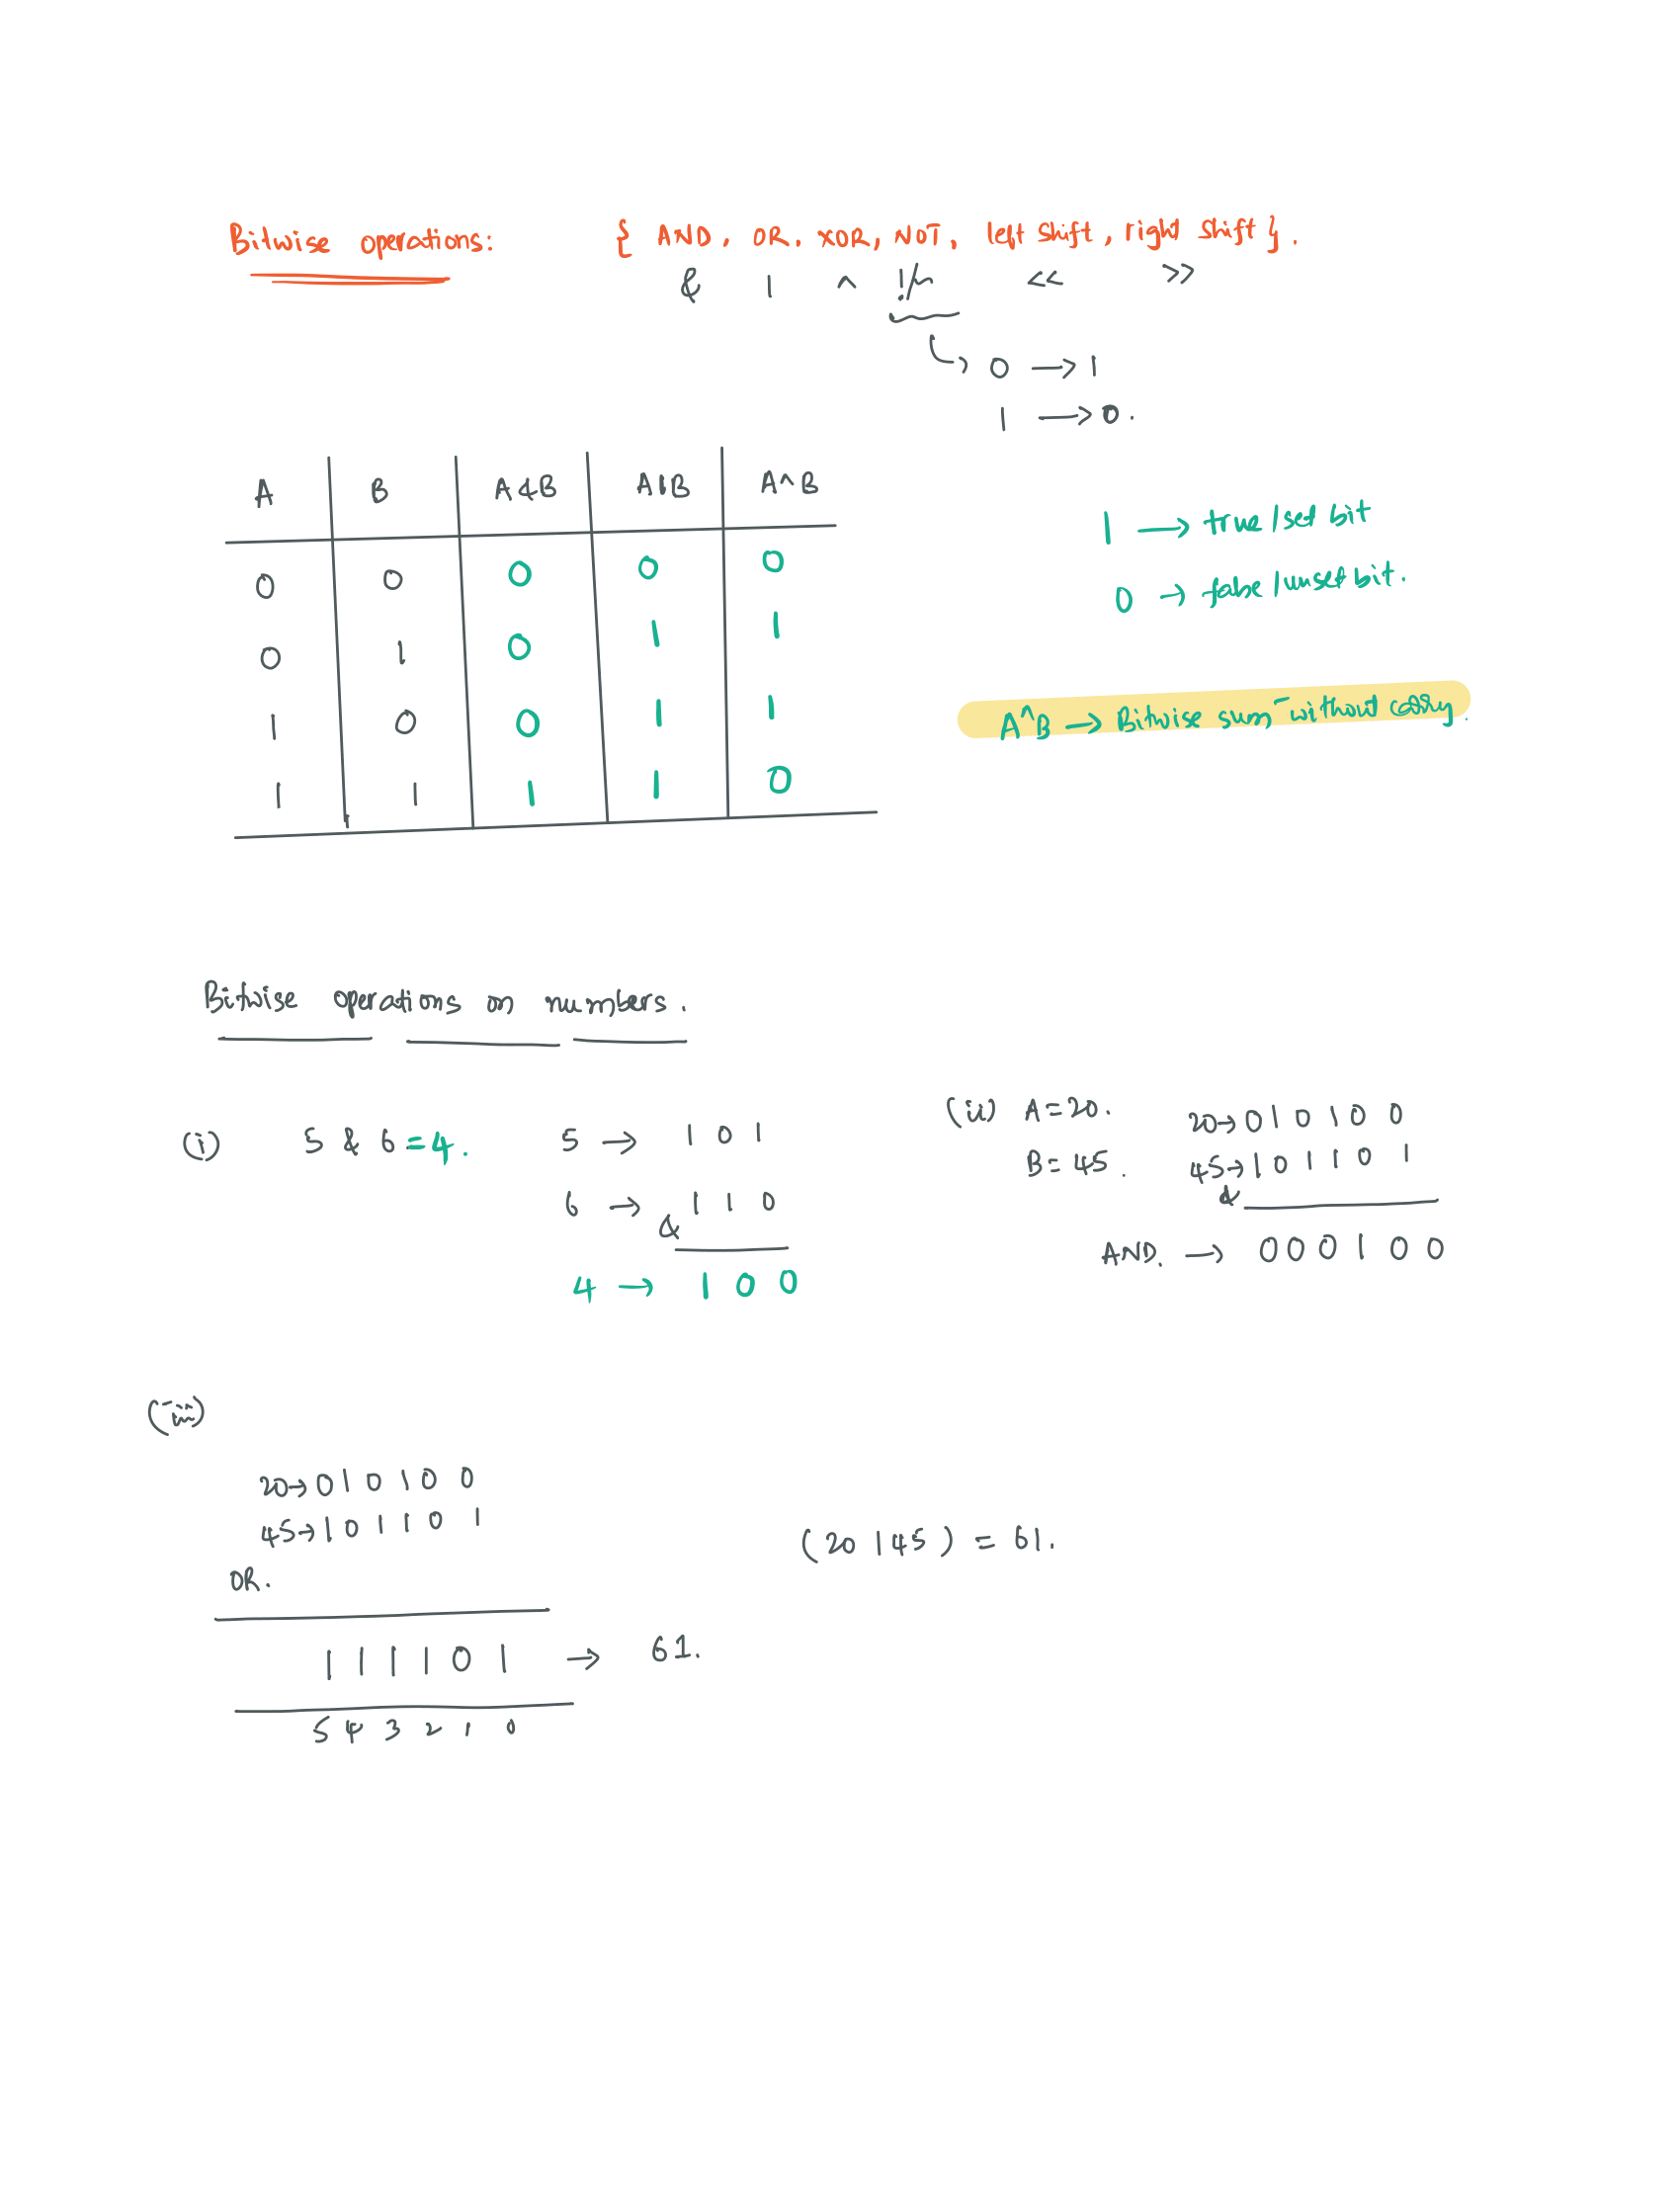 Bitwise operations: { AND, OR, XOR, NOT, left shift, right shift }.
& | ^ !/~ << >>
0 → 1
1 → 0.
A B A&B A|B A^B
0 0 0 0 0
0 1 0 1 1
1 0 0 1 1
1 1 1 1 0
1 → true / set bit
0 → false / unset bit.
A^B → Bitwise sum without carry.
Bitwise operations on numbers.
(i) 5 & 6 = 4.
5 → 1 0 1
6 → 1 1 0
&
4 → 1 0 0
(ii) A = 20.
B = 45.
20 → 0 1 0 1 0 0
45 → 1 0 1 1 0 1
&
AND. → 0 0 0 1 0 0
(iii)
20 → 0 1 0 1 0 0
45 → 1 0 1 1 0 1
OR.
1 1 1 1 0 1 → 61.
5 4 3 2 1 0
(20 | 45) = 61.